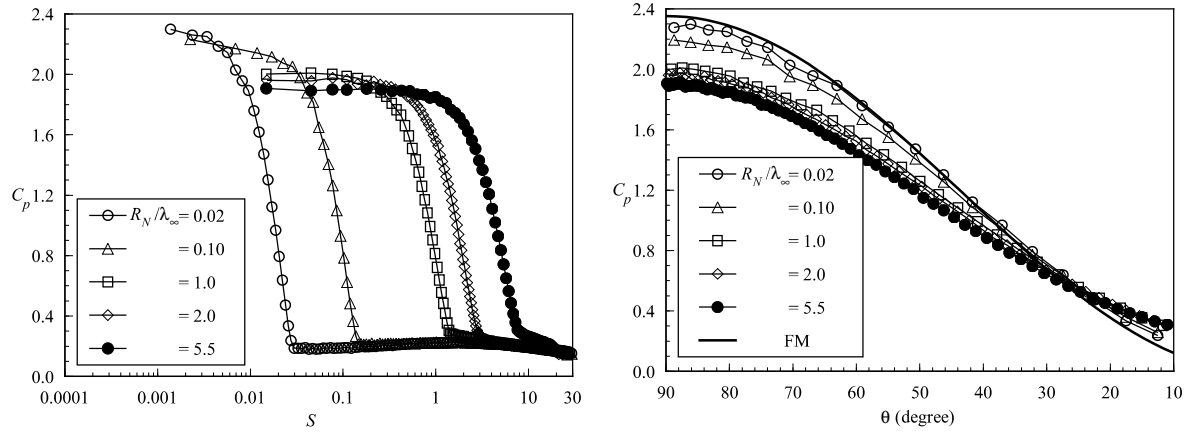 2.4
2.0
1.6
1.2
0.8
0.4
0.0
C_p
R_N/λ_∞ = 0.02
= 0.10
= 1.0
= 2.0
= 5.5
0.0001 0.001 0.01 0.1 1 10 30
S
2.4
2.0
1.6
1.2
0.8
0.4
0.0
C_p
R_N/λ_∞ = 0.02
= 0.10
= 1.0
= 2.0
= 5.5
FM
90 80 70 60 50 40 30 20 10
θ (degree)